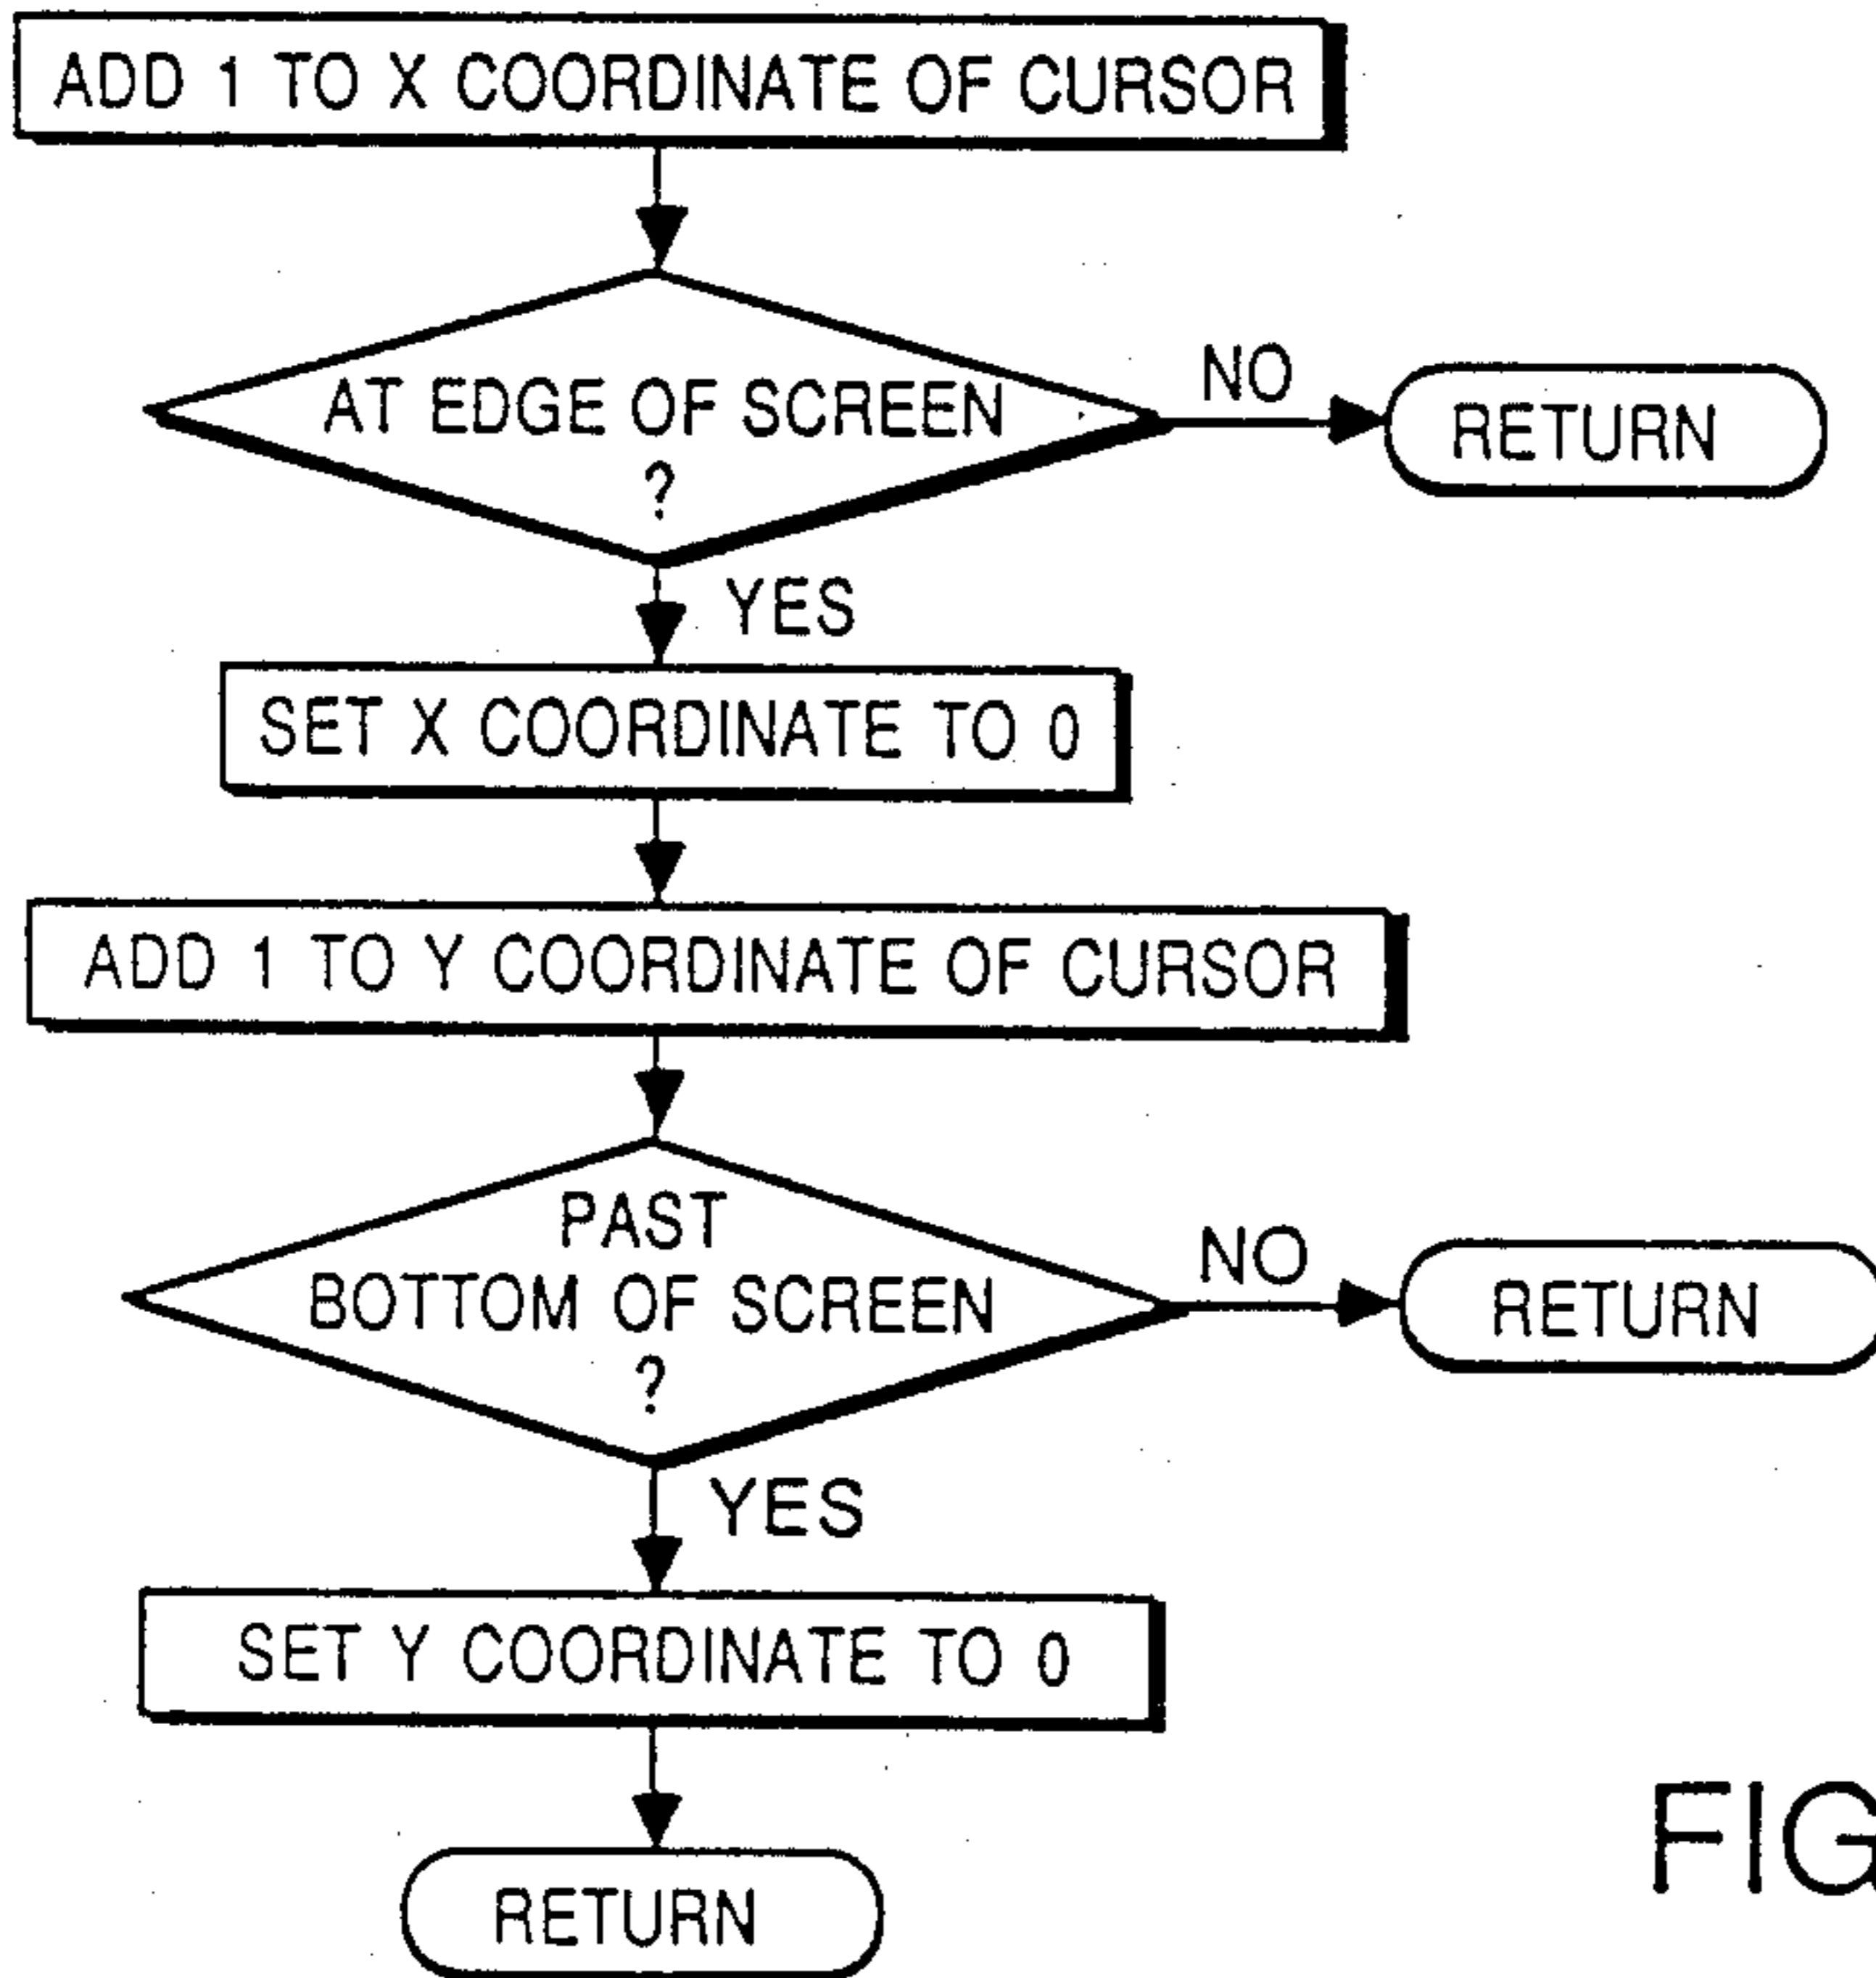 ADD 1 TO X COORDINATE OF CURSOR
AT EDGE OF SCREEN
?
NO
RETURN
YES
SET X COORDINATE TO 0
ADD 1 TO Y COORDINATE OF CURSOR
PAST
BOTTOM OF SCREEN
?
NO
RETURN
YES
SET Y COORDINATE TO 0
RETURN
FIG